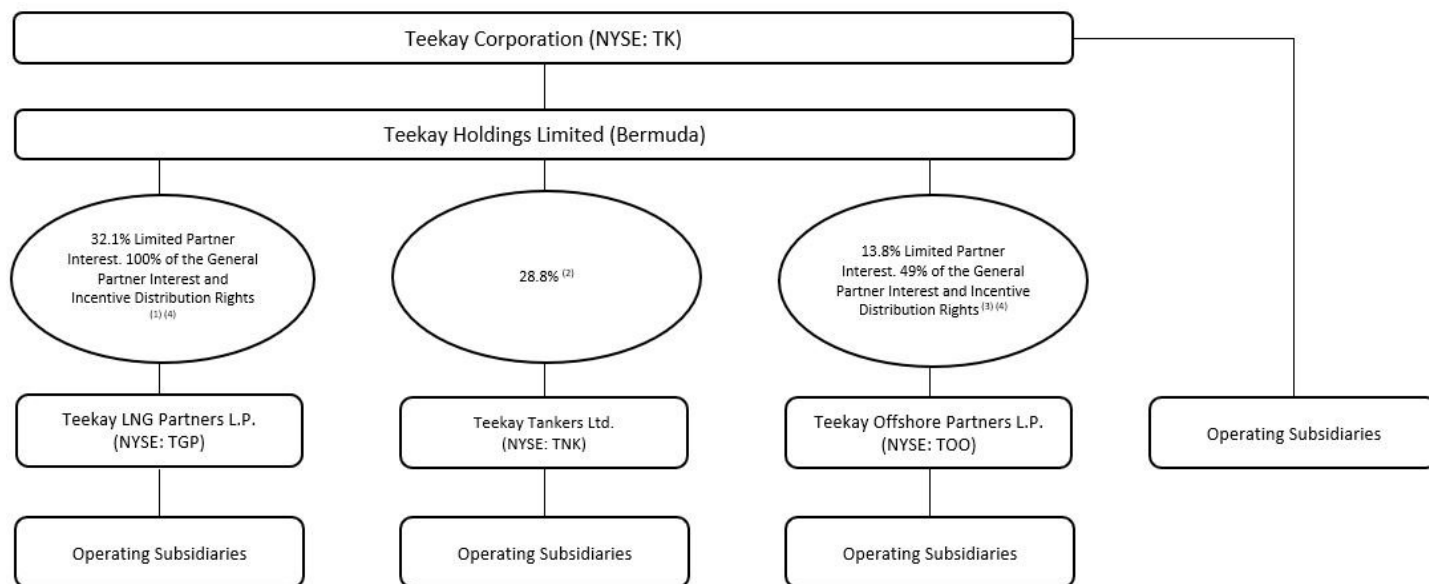 Teekay Corporation (NYSE: TK)
Teekay Holdings Limited (Bermuda)
32.1% Limited Partner
Interest. 100% of the General
Partner Interest and
Incentive Distribution Rights
(1) (4)
28.8% (2)
13.8% Limited Partner
Interest. 49% of the General
Partner Interest and Incentive
Distribution Rights (3) (4)
Teekay LNG Partners L.P.
(NYSE: TGP)
Teekay Tankers Ltd.
(NYSE: TNK)
Teekay Offshore Partners L.P.
(NYSE: TOO)
Operating Subsidiaries
Operating Subsidiaries
Operating Subsidiaries
Operating Subsidiaries